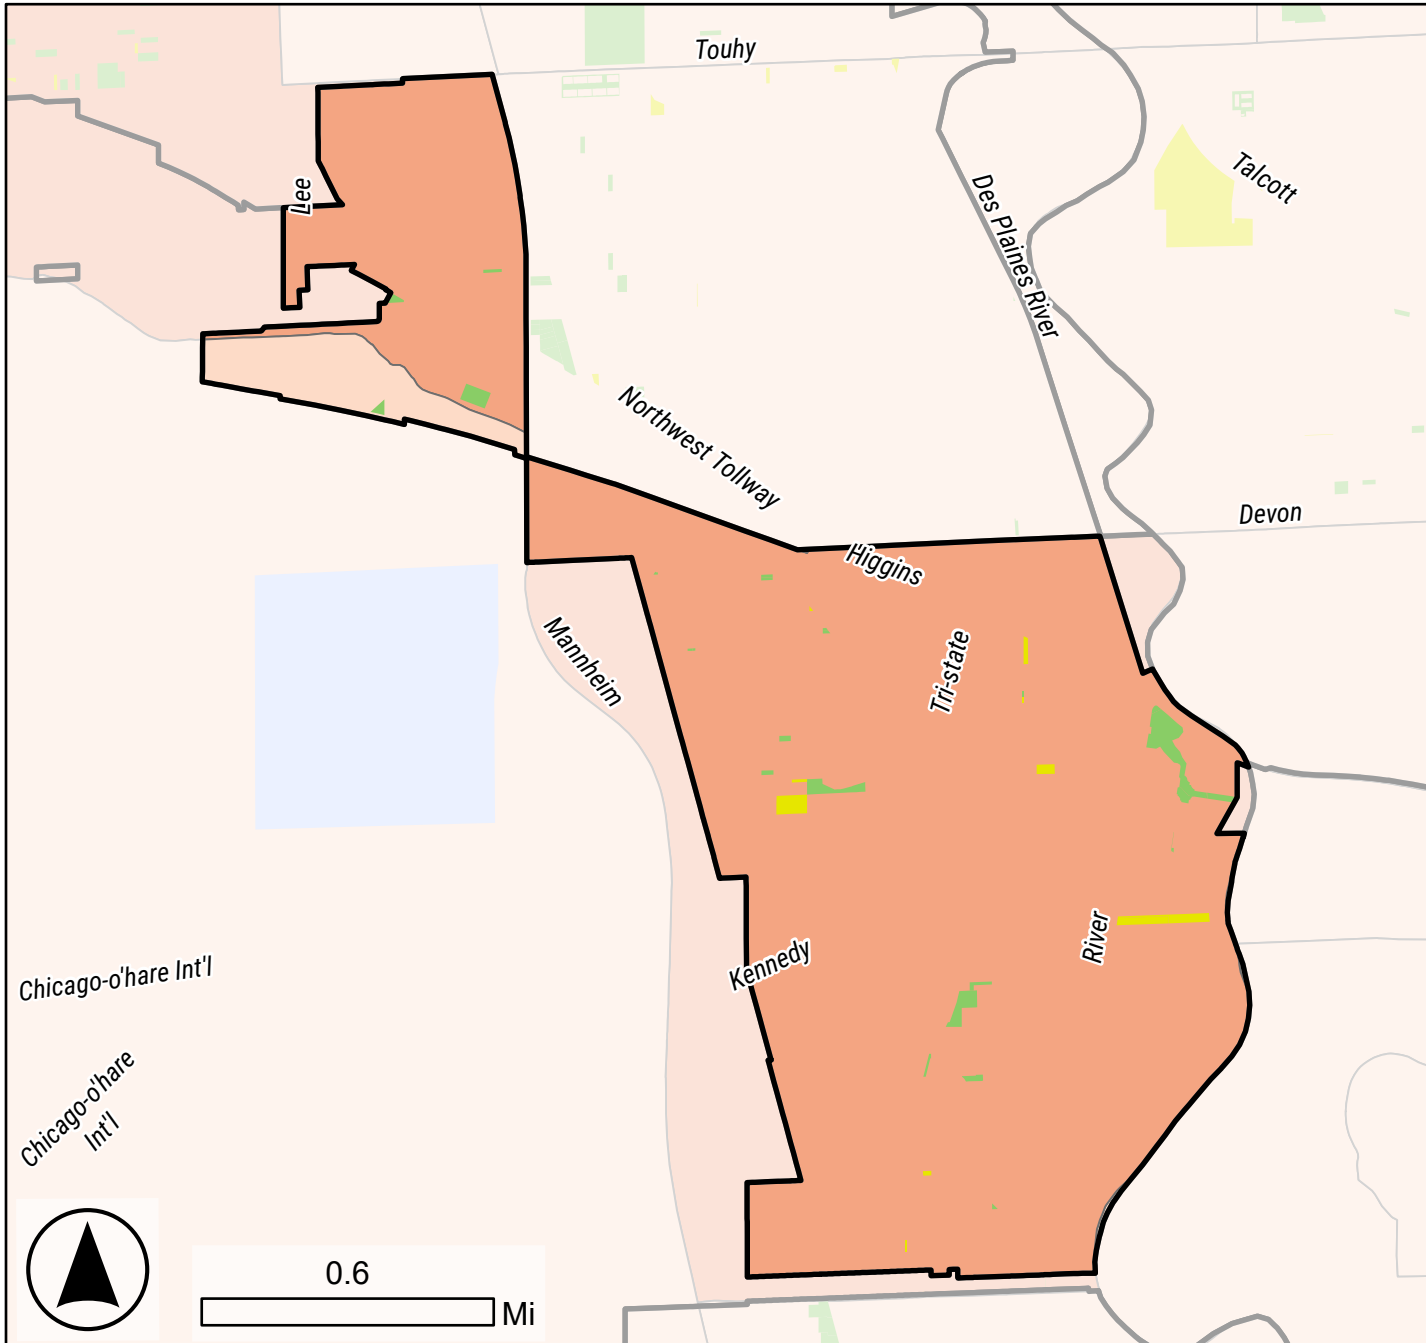 Touhy
Talcott
Lee
Des Plaines River
Northwest Tollway
Devon
Higgins
Mannheim
Tri-state
River
Kennedy
Chicago-o'hare Int'l
Chicago-o'hare
Int'l
0.6
Mi